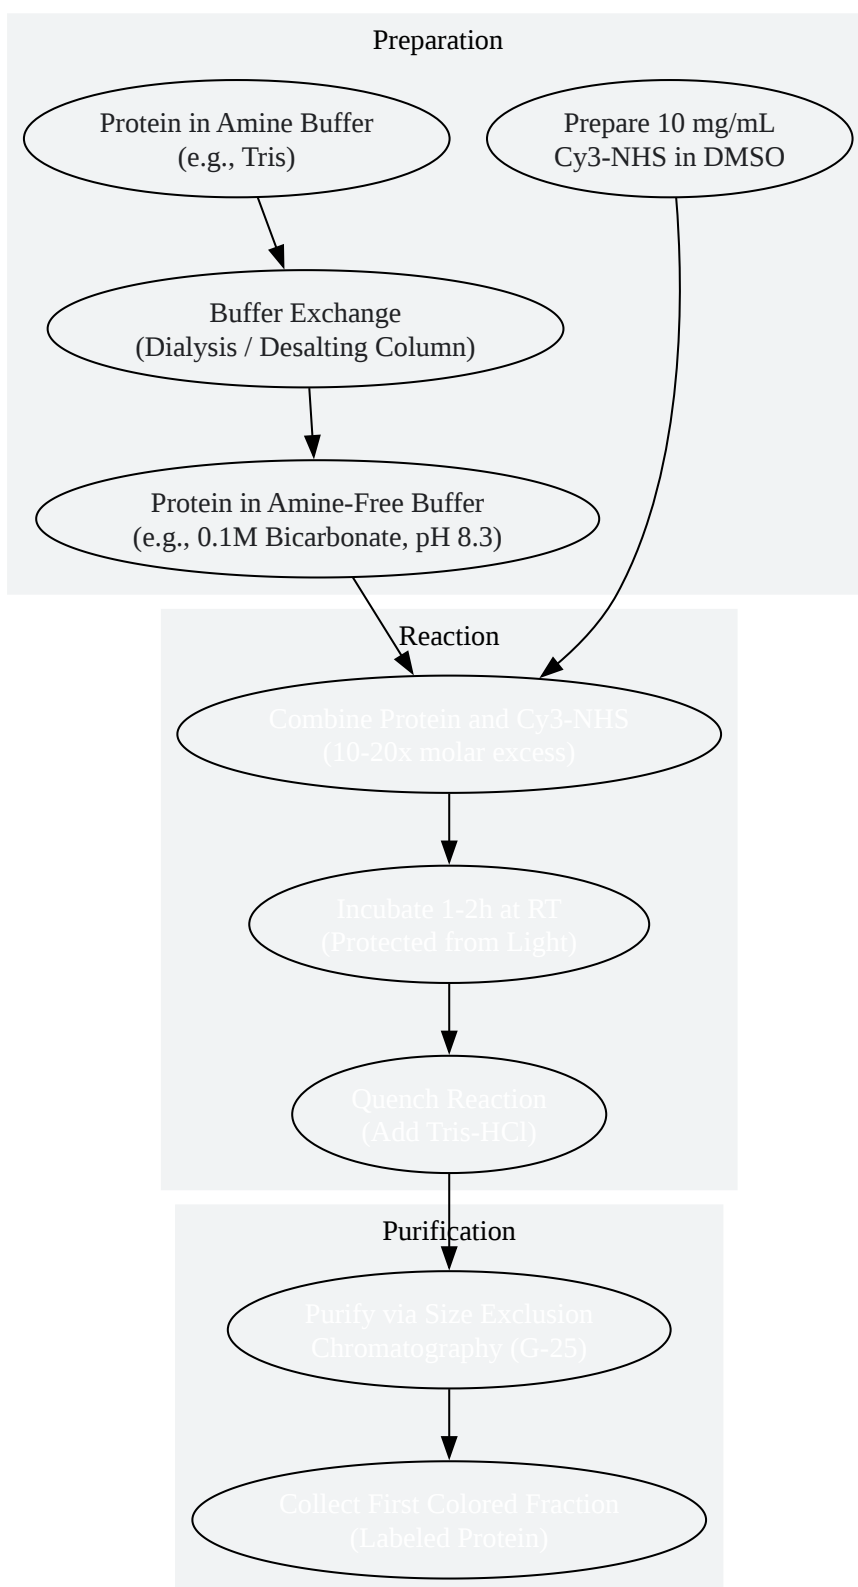 Preparation
Protein in Amine Buffer
(e.g., Tris)
Prepare 10 mg/mL
Cy3-NHS in DMSO
Buffer Exchange
(Dialysis / Desalting Column)
Protein in Amine-Free Buffer
(e.g., 0.1M Bicarbonate, pH 8.3)
Reaction
Combine Protein and Cy3-NHS
(10-20x molar excess)
Incubate 1-2h at RT
(Protected from Light)
Quench Reaction
(Add Tris-HCl)
Purification
Purify via Size Exclusion
Chromatography (G-25)
Collect First Colored Fraction
(Labeled Protein)